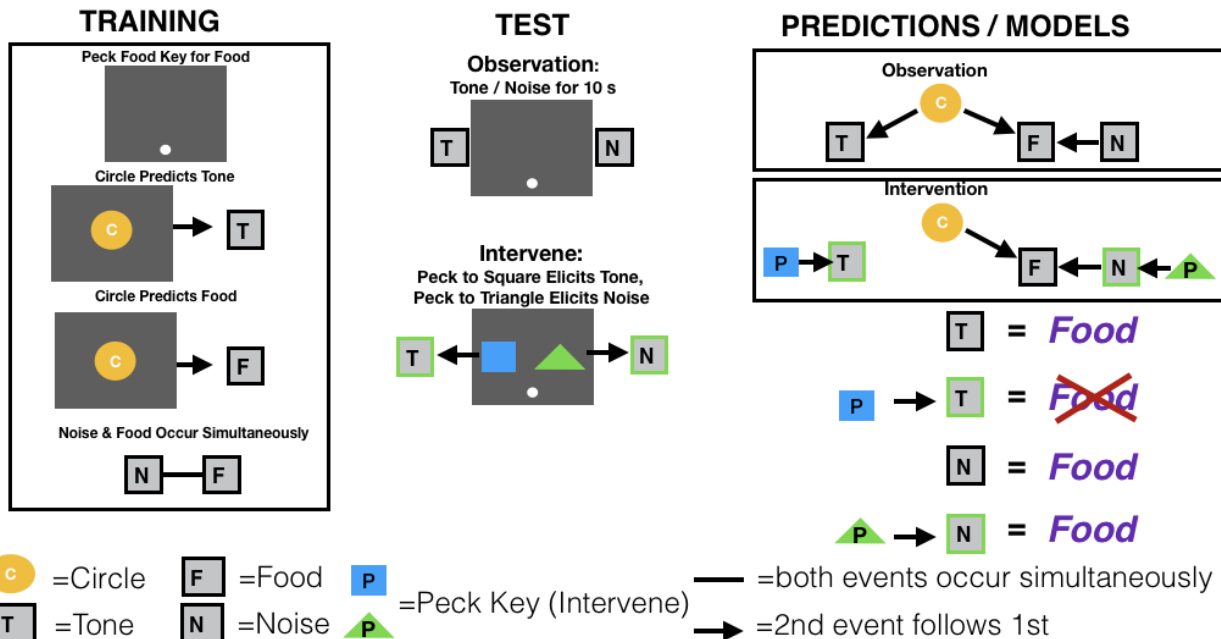 TRAINING
Peck Food Key for Food
Circle Predicts Tone
C
T
Circle Predicts Food
C
F
Noise & Food Occur Simultaneously
N
F
TEST
Observation:
Tone / Noise for 10 s
T
N
Intervene:
Peck to Square Elicits Tone,
Peck to Triangle Elicits Noise
T
N
PREDICTIONS / MODELS
Observation
C
T
F
N
Intervention
C
P
T
F
N
P
T = Food
P T = Food
N = Food
P N = Food
C =Circle
F =Food
P
=Peck Key (Intervene)
=both events occur simultaneously
T =Tone
N =Noise
P
=2nd event follows 1st